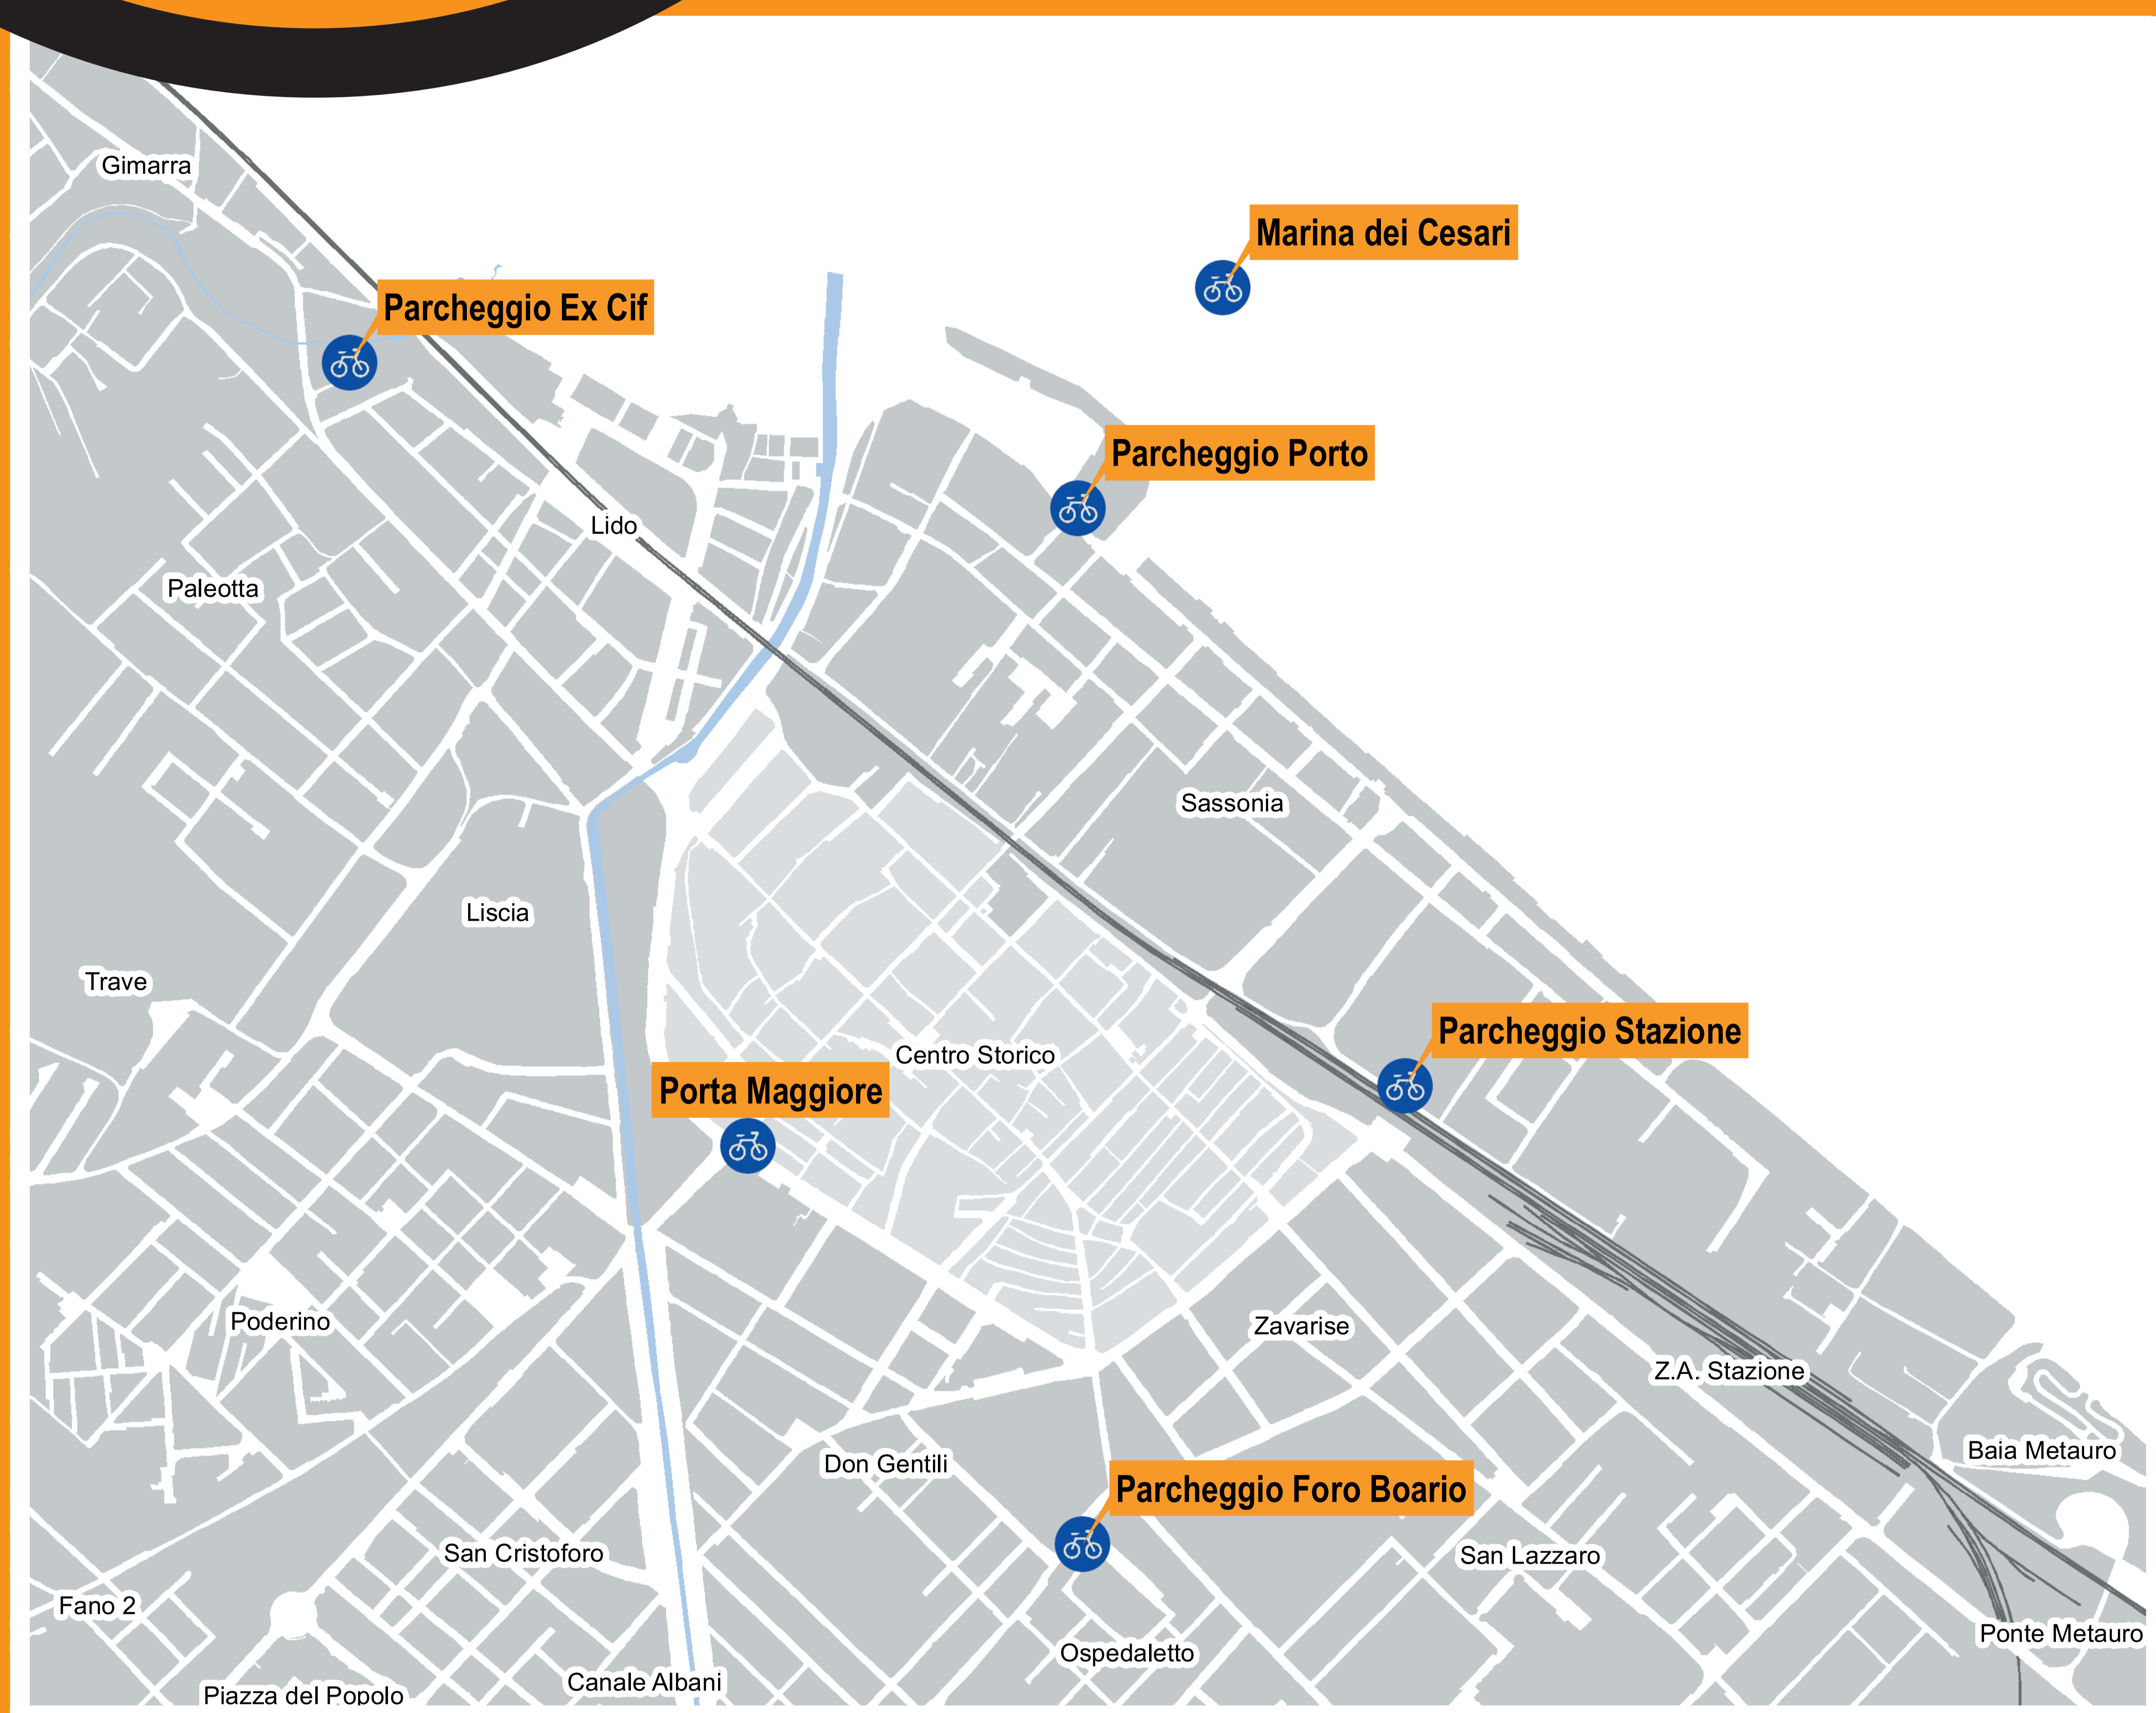 Gimarra
Marina dei Cesari
Parcheggio Ex Cif
Parcheggio Porto
Lido
Paleotta
Sassonia
Liscia
Trave
Parcheggio Stazione
Centro Storico
Porta Maggiore
Poderino
Zavarise
Z.A. Stazione
Baia Metauro
Don Gentili
Parcheggio Foro Boario
San Cristoforo
San Lazzaro
Fano 2
Ponte Metauro
Ospedaletto
Canale Albani
Piazza del Popolo